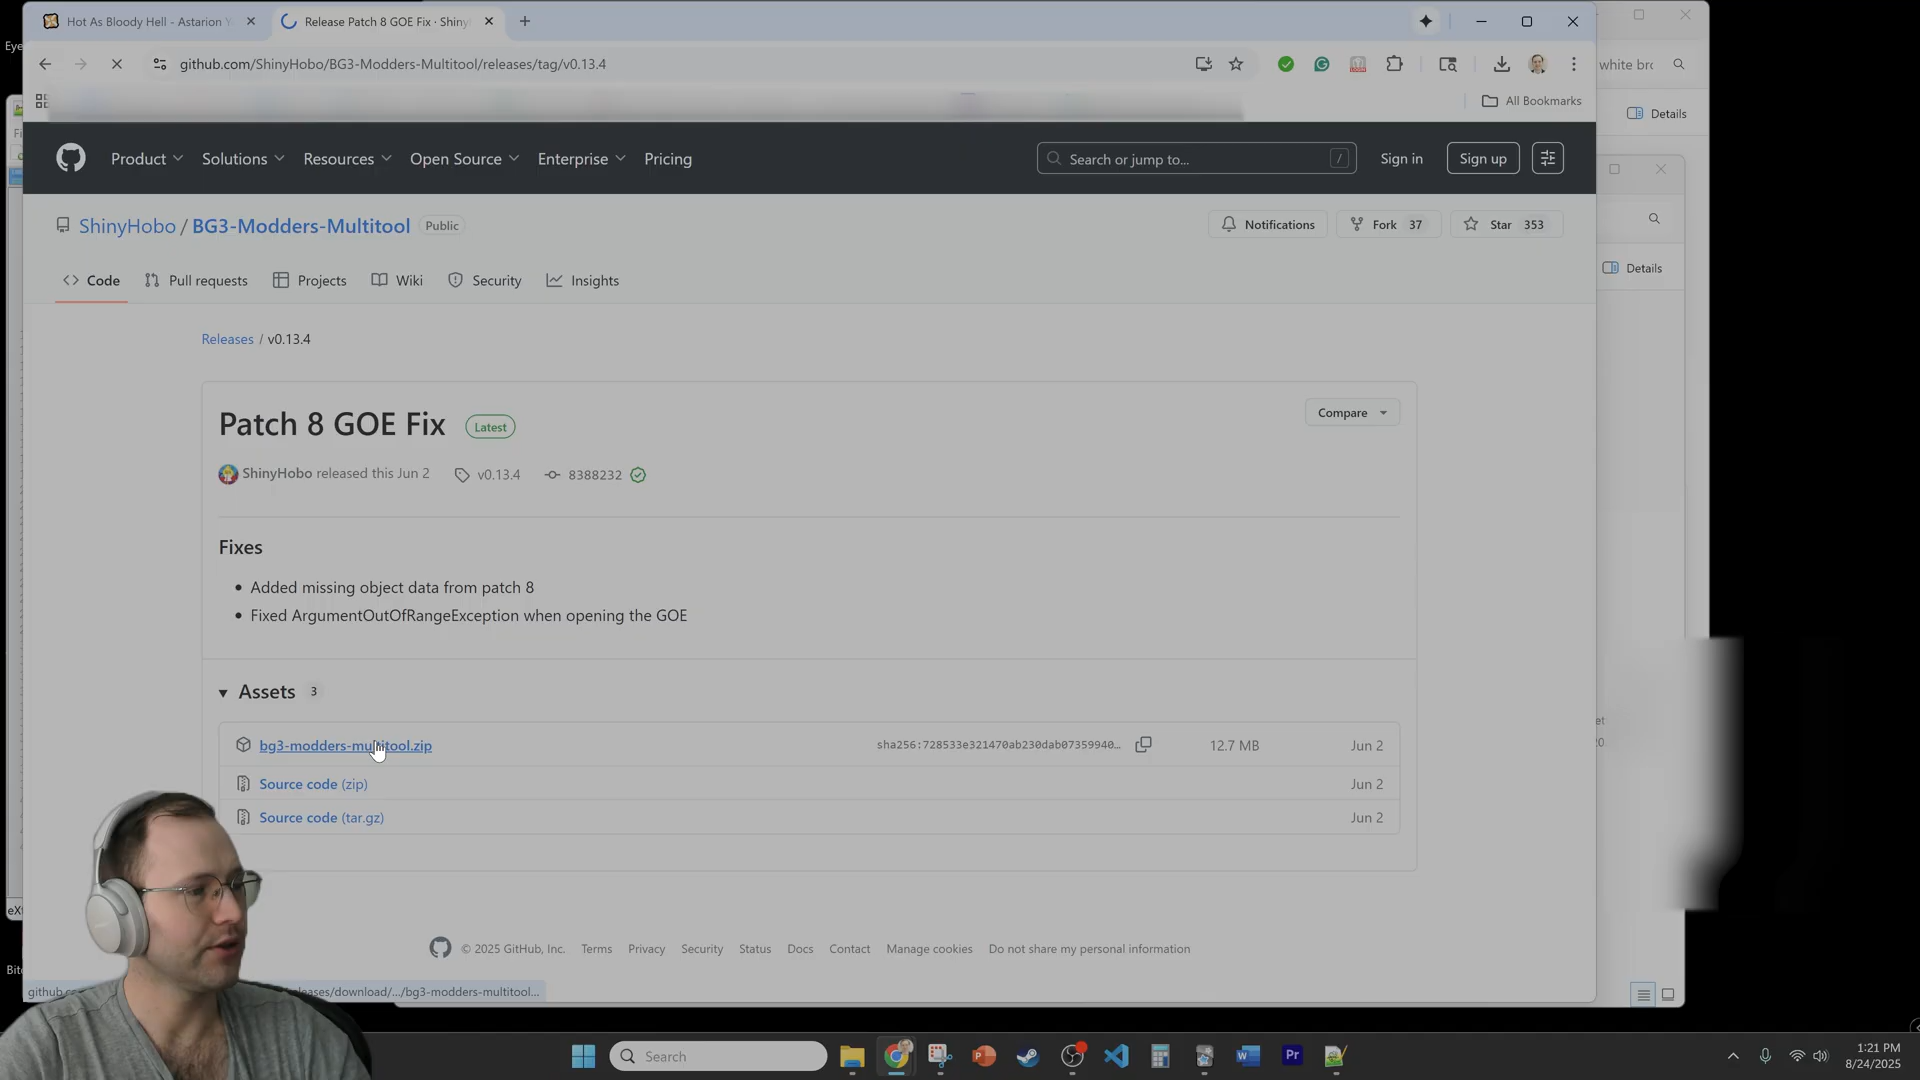 Hot As Bloody Hell - Astarion
Release Patch 8 GOE Fix · Shiny
github.com/ShinyHobo/BG3-Modders-Multitool/releases/tag/v0.13.4
All Bookmarks
white br
Details
Product
Solutions
Resources
Open Source
Enterprise
Pricing
Search or jump to...
/
Sign in
Sign up
ShinyHobo / BG3-Modders-Multitool
Public
Notifications
Fork 37
Star 353
Details
Code
Pull requests
Projects
Wiki
Security
Insights
Releases / v0.13.4
Patch 8 GOE Fix
Latest
Compare
ShinyHobo released this Jun 2
v0.13.4
8388232
Fixes
• Added missing object data from patch 8
• Fixed ArgumentOutOfRangeException when opening the GOE
Assets 3
bg3-modders-multitool.zip
sha256:728533e321470ab230dab07359940…
12.7 MB
Jun 2
Source code (zip)
Jun 2
Source code (tar.gz)
Jun 2
© 2025 GitHub, Inc.
Terms
Privacy
Security
Status
Docs
Contact
Manage cookies
Do not share my personal information
eleases/download/.../bg3-modders-multitool...
Search
1:21 PM
8/24/2025